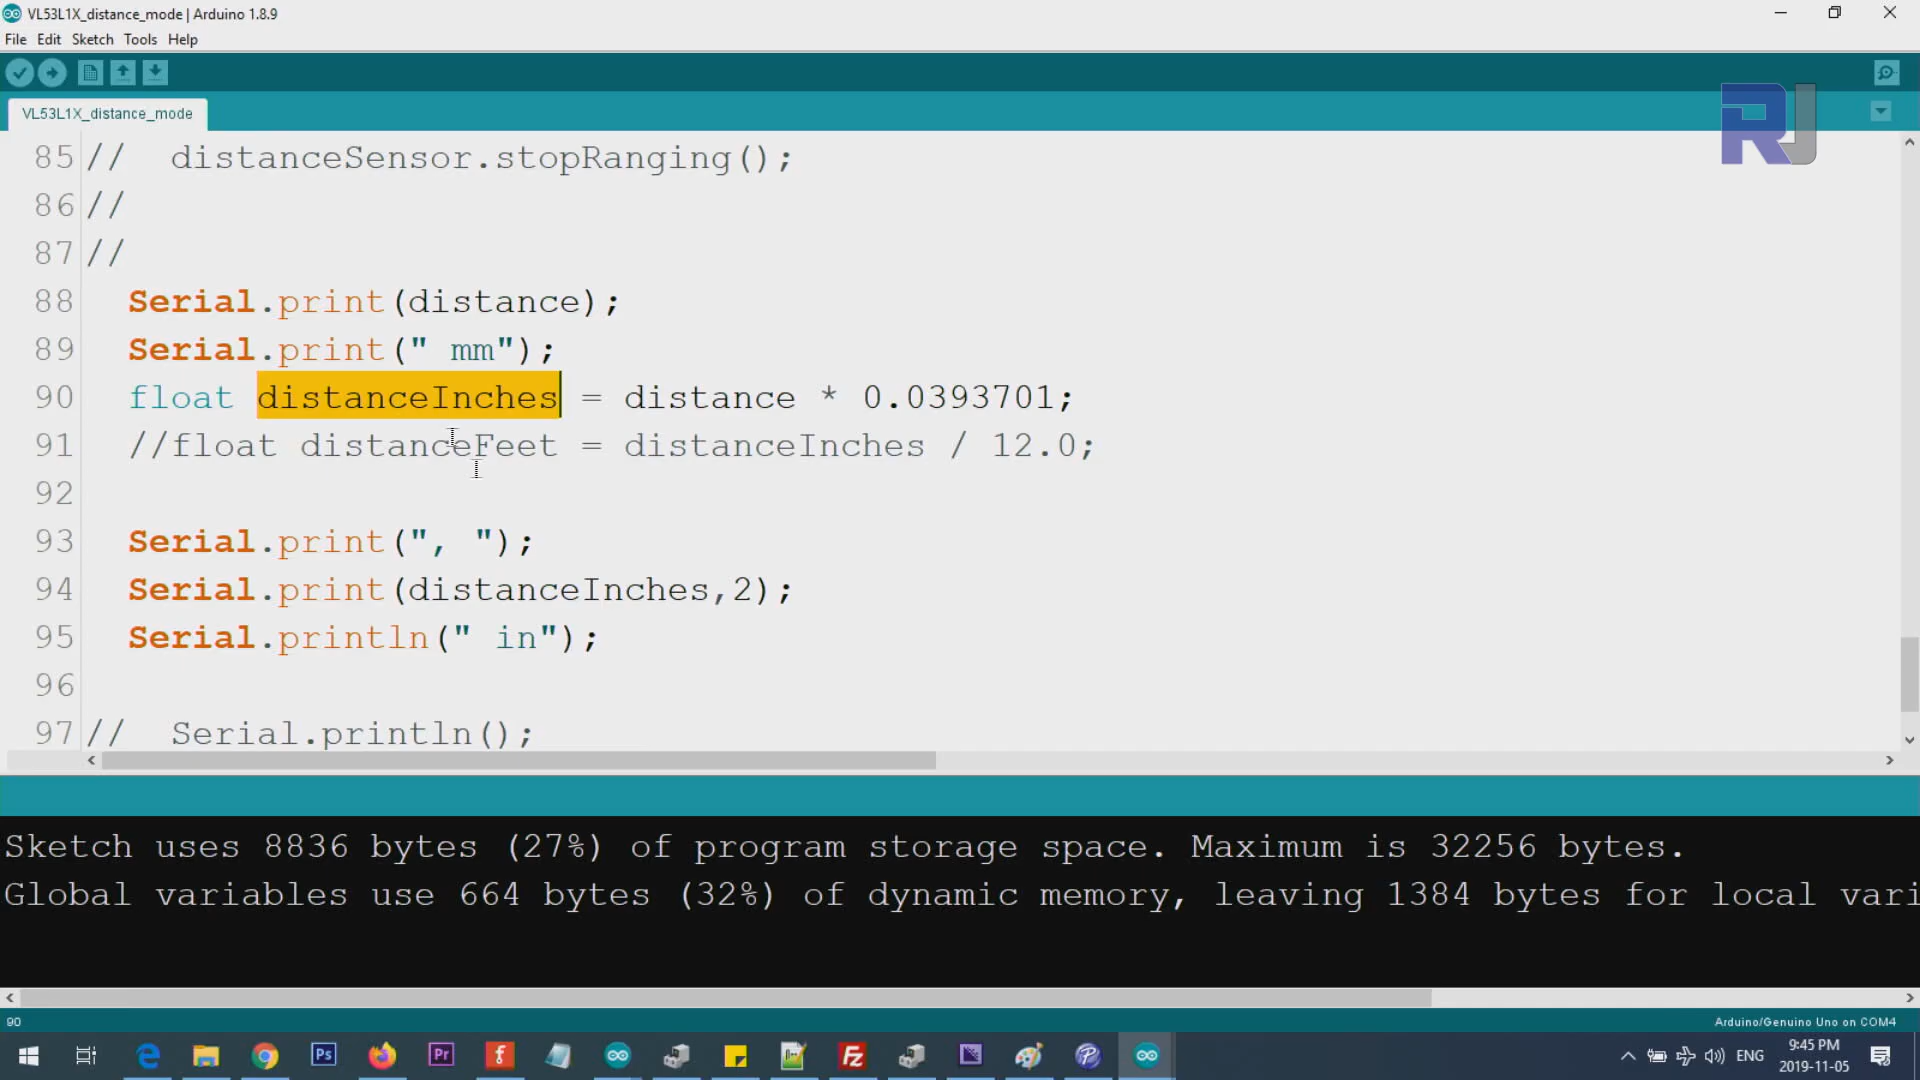 VL53L1X_distance_mode | Arduino 1.8.9
File Edit Sketch Tools Help
VL53L1X_distance_mode
RJ
85 //  distanceSensor.stopRanging();
86 //
87 //
88   Serial.print(distance);
89   Serial.print(" mm");
90   float distanceInches = distance * 0.0393701;
91   //float distanceFeet = distanceInches / 12.0;
92
93   Serial.print(", ");
94   Serial.print(distanceInches,2);
95   Serial.println(" in");
96
97 //  Serial.println();
Sketch uses 8836 bytes (27%) of program storage space. Maximum is 32256 bytes.
Global variables use 664 bytes (32%) of dynamic memory, leaving 1384 bytes for local vari
90
Arduino/Genuino Uno on COM4
Ps
Pr
f
Fz
P
ENG
9:45 PM
2019-11-05